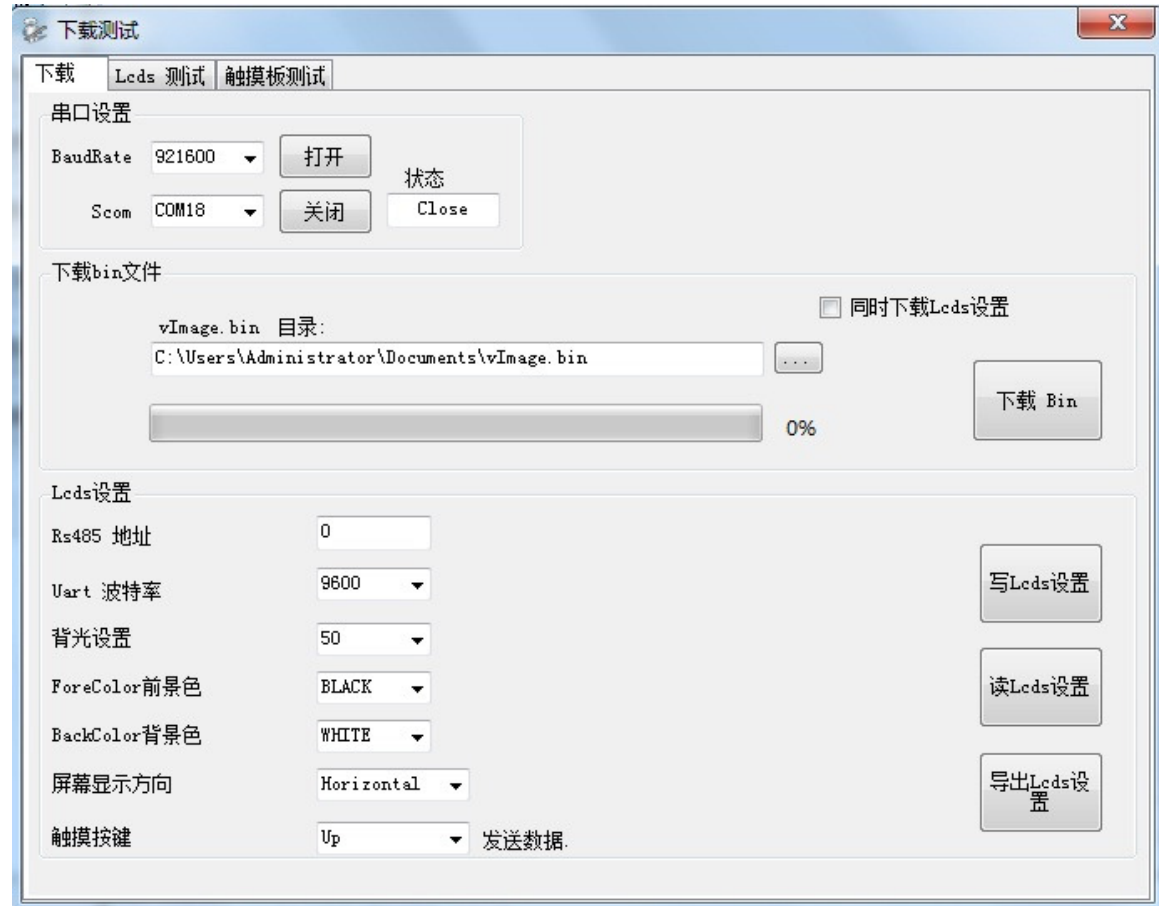 下载测试
X
下载
Lcds 测试
触摸板测试
串口设置
BaudRate 921600 打开
状态
Scom COM18 关闭 Close
下载bin文件
同时下载Lcds设置
vImage.bin 目录:
C:\Users\Administrator\Documents\vImage.bin ...
下载 Bin
0%
Lcds设置
Rs485 地址 0
Uart 波特率 9600
写Lcds设置
背光设置 50
ForeColor前景色 BLACK
读Lcds设置
BackColor背景色 WHITE
屏幕显示方向 Horizontal
导出Lcds设
置
触摸按键 Up 发送数据.